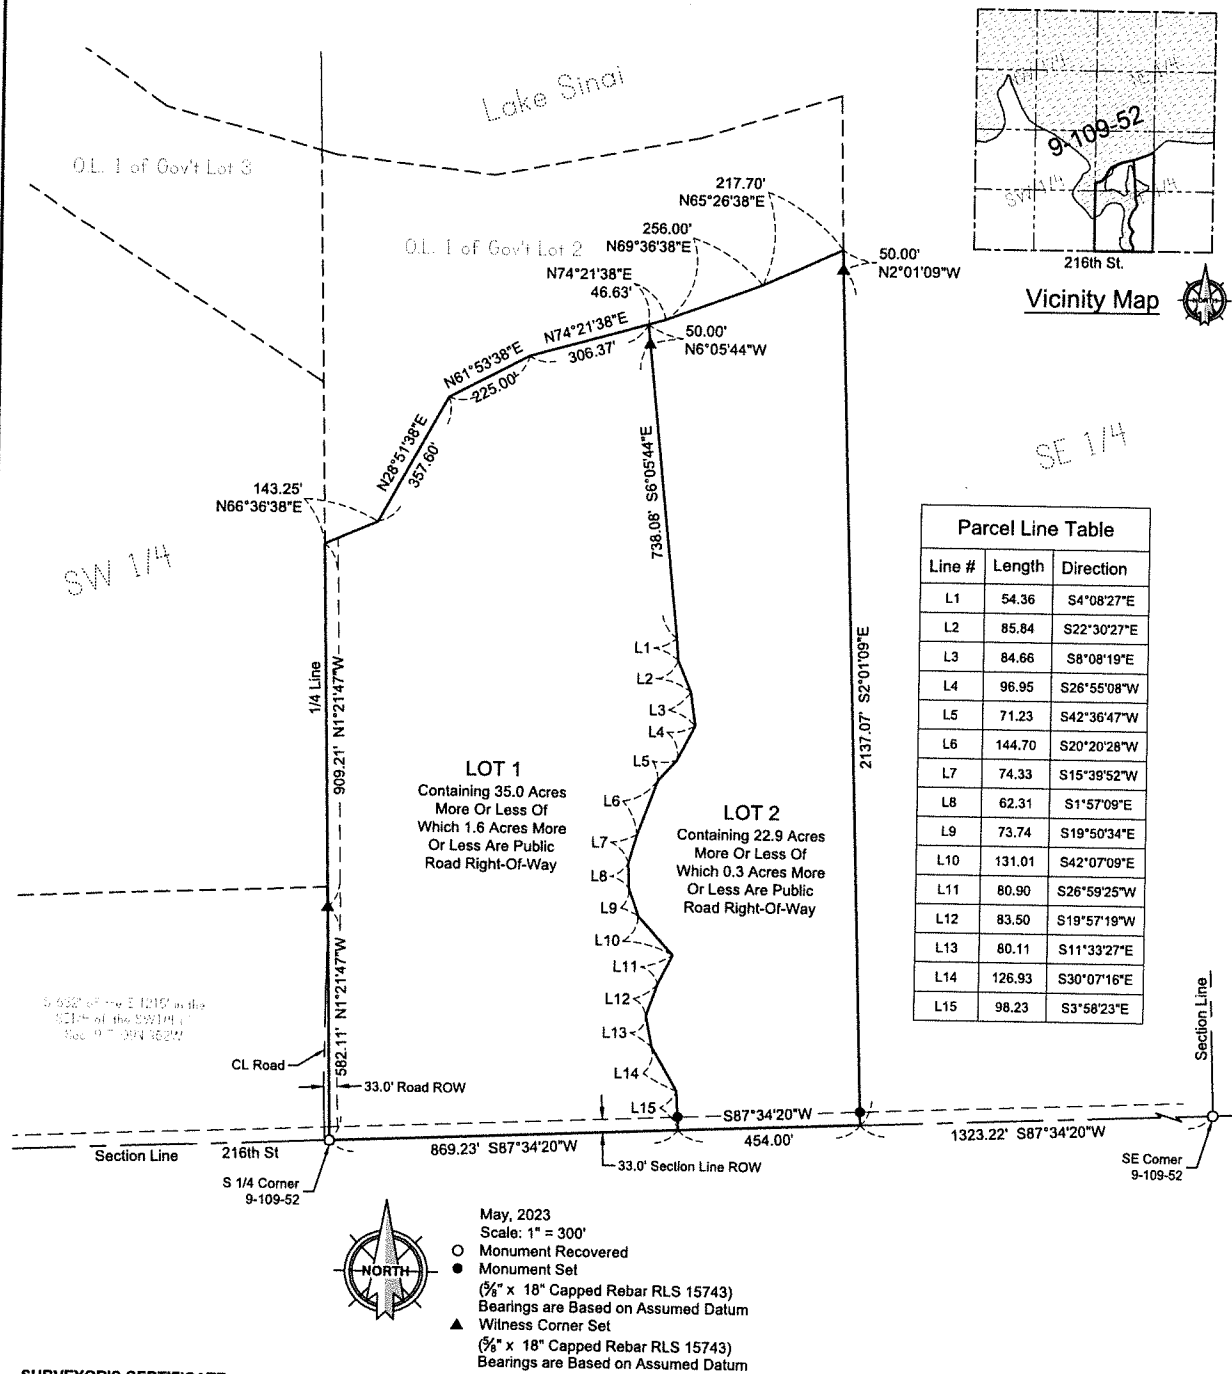 Lake Sinai
O.L. 1 of Gov't Lot 3
O.L. 1 of Gov't Lot 2
217.70'
N65°26'38"E
256.00'
N69°36'38"E
N74°21'38"E
46.63'
50.00'
N2°01'09"W
50.00'
N6°05'44"W
N74°21'38"E
306.37'
N61°53'38"E
225.00'
N28°51'38"E
357.60'
143.25'
N66°36'38"E
9-109-52
SW 1/4
216th St.
Vicinity Map
NORTH
SW 1/4
SE 1/4
738.08' S6°05'44"E
2137.07' S2°01'09"E
1/4 Line
909.21' N1°21'47"W
582.11' N1°21'47"W
L1
L2
L3
L4
L5
L6
L7
L8
L9
L10
L11
L12
L13
L14
L15
LOT 1
Containing 35.0 Acres
More Or Less Of
Which 1.6 Acres More
Or Less Are Public
Road Right-Of-Way
LOT 2
Containing 22.9 Acres
More Or Less Of
Which 0.3 Acres More
Or Less Are Public
Road Right-Of-Way
Parcel Line Table
Line # Length Direction
L1 54.36 S4°08'27"E
L2 85.84 S22°30'27"E
L3 84.66 S8°08'19"E
L4 96.95 S26°55'08"W
L5 71.23 S42°36'47"W
L6 144.70 S20°20'28"W
L7 74.33 S15°39'52"W
L8 62.31 S1°57'09"E
L9 73.74 S19°50'34"E
L10 131.01 S42°07'09"E
L11 80.90 S26°59'25"W
L12 83.50 S19°57'19"W
L13 80.11 S11°33'27"E
L14 126.93 S30°07'16"E
L15 98.23 S3°58'23"E
Section Line
CL Road
33.0' Road ROW
S87°34'20"W
Section Line
216th St
869.23' S87°34'20"W
454.00'
1323.22' S87°34'20"W
33.0' Section Line ROW
S 1/4 Corner
9-109-52
SE Corner
9-109-52
NORTH
May, 2023
Scale: 1" = 300'
Monument Recovered
Monument Set
(⅝" x 18" Capped Rebar RLS 15743)
Bearings are Based on Assumed Datum
Witness Corner Set
(⅝" x 18" Capped Rebar RLS 15743)
Bearings are Based on Assumed Datum